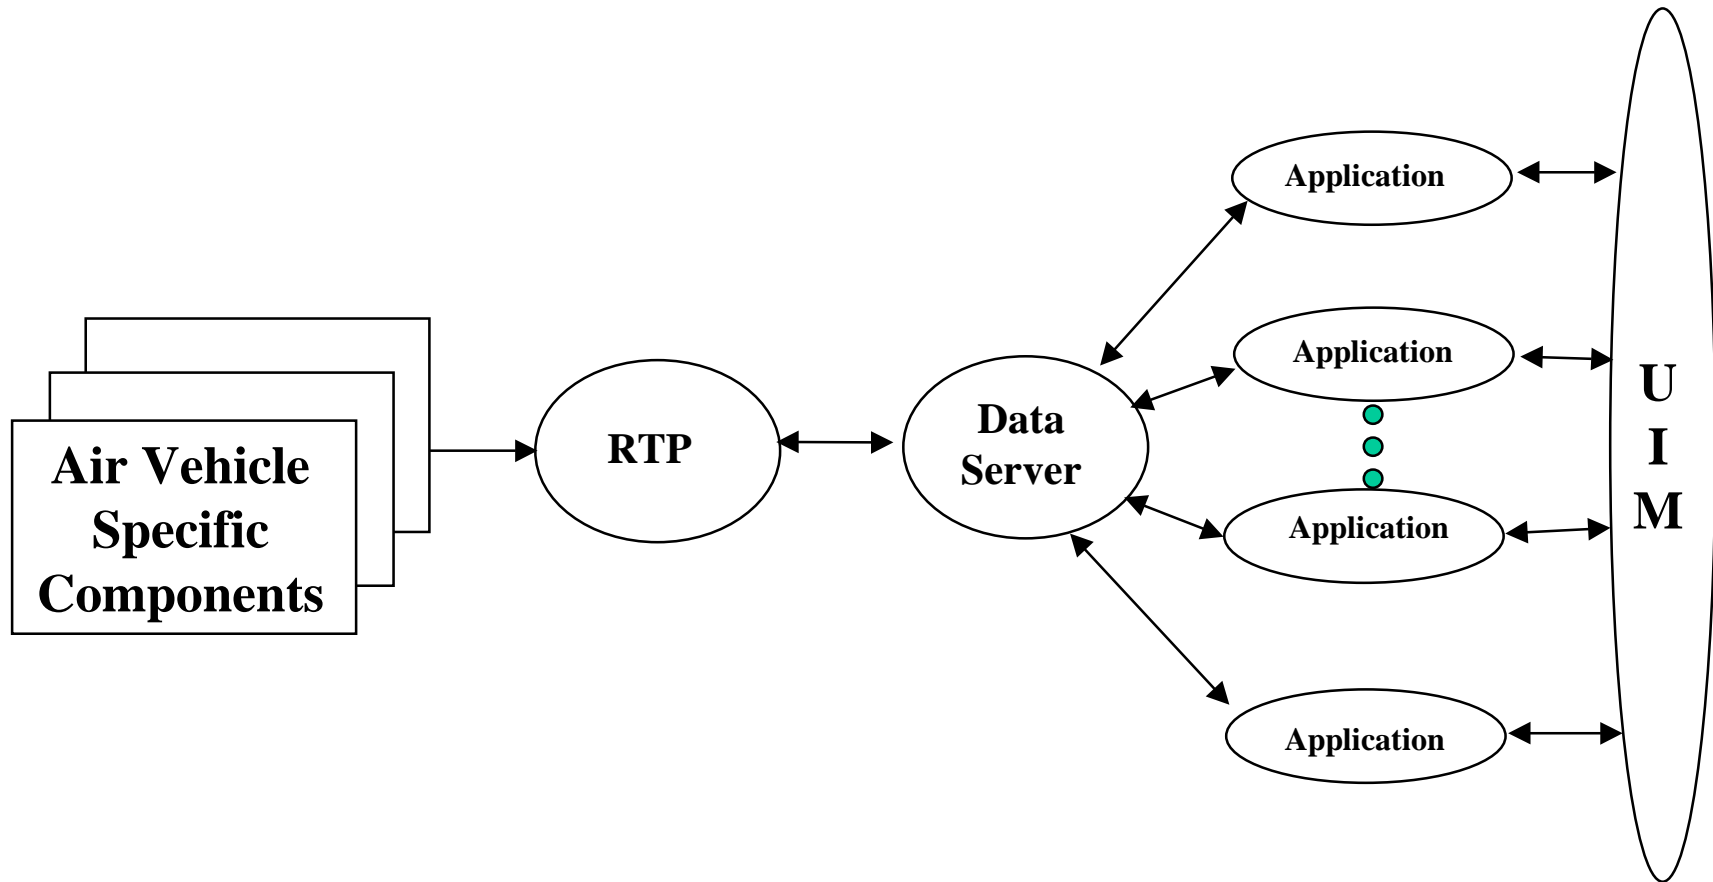 Air Vehicle
Specific
Components
RTP
Data
Server
Application
Application
Application
Application
U
I
M